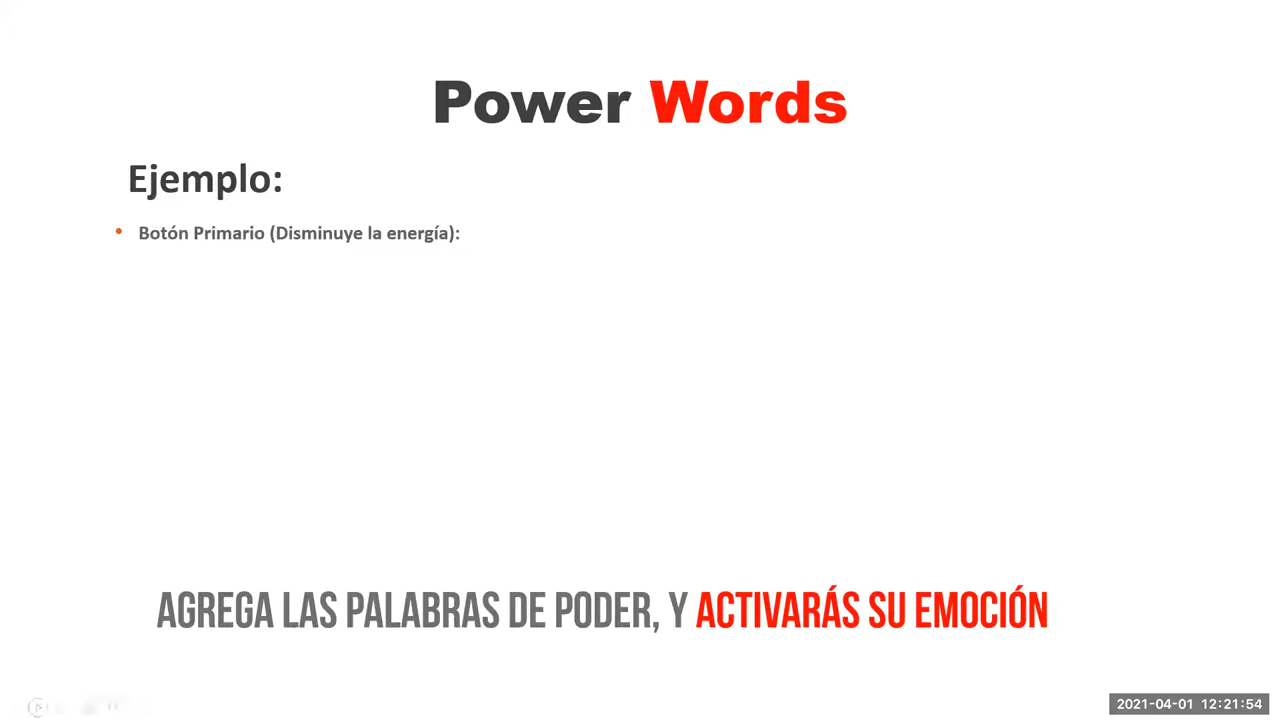 Power Words
Ejemplo:
• Botón Primario (Disminuye la energía):
AGREGA LAS PALABRAS DE PODER, Y ACTIVARÁS SU EMOCIÓN
2021-04-01 12:21:54